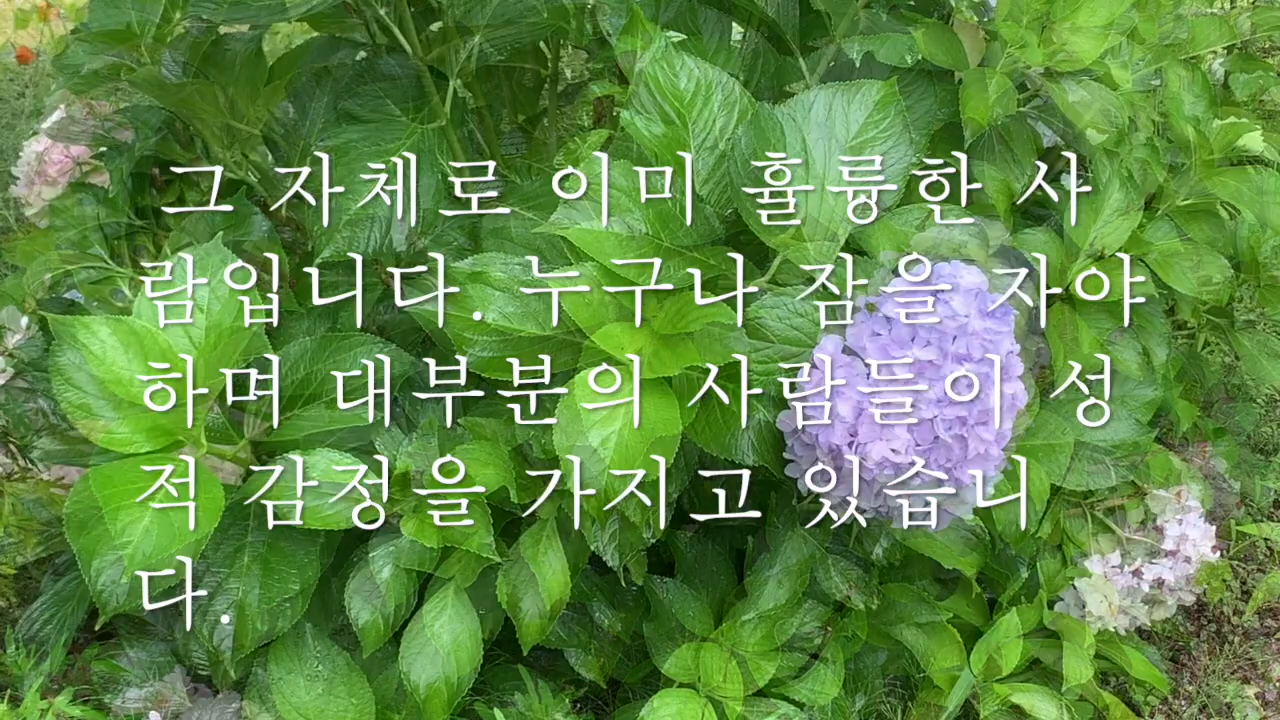 그 자체로 이미 훌륭한 사
람입니다. 누구나 잠을 자야
하며 대부분의 사람들이 성
적 감정을 가지고 있습니
다.